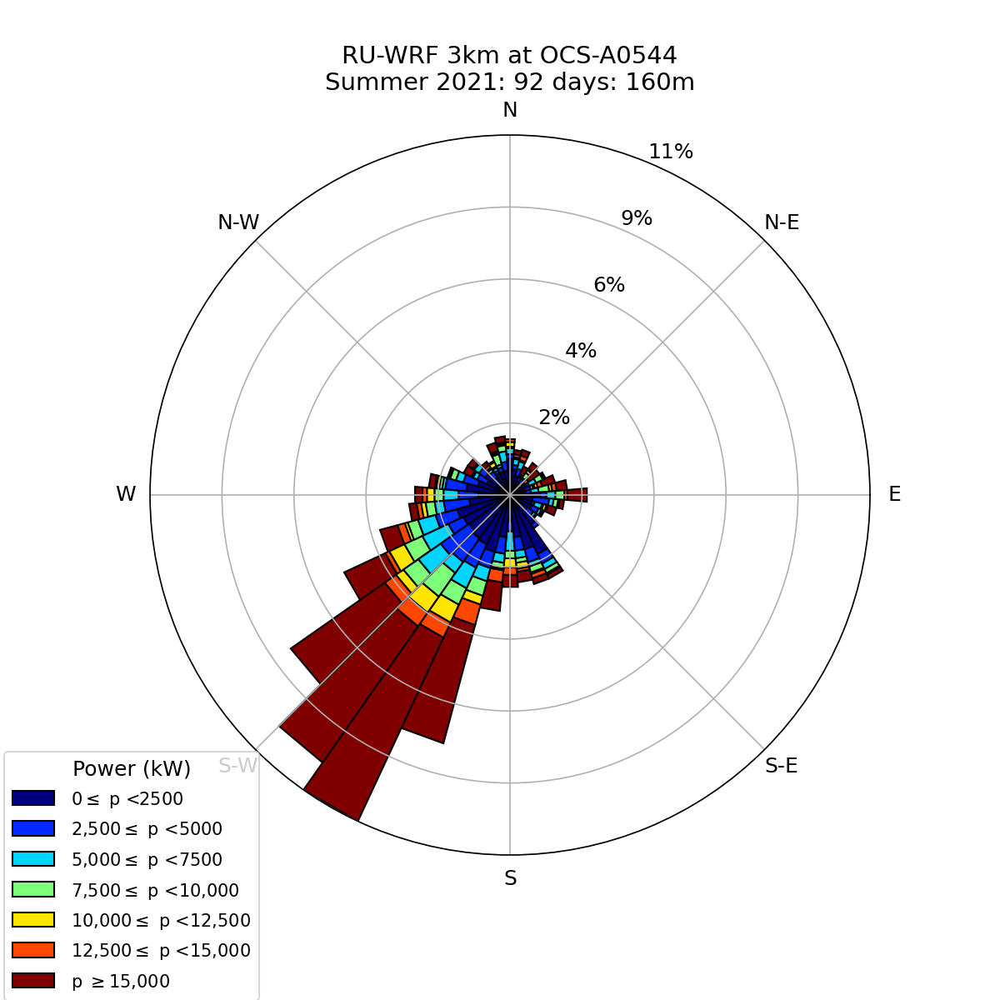 RU-WRF 3km at OCS-A0544
Summer 2021: 92 days: 160m
N
11%
N-W
N-E
9%
6%
4%
2%
W
E
S-W
S-E
S
Power (kW)
0≤ p <2500
2,500≤ p <5000
5,000≤ p <7500
7,500≤ p <10,000
10,000≤ p <12,500
12,500≤ p <15,000
p ≥15,000